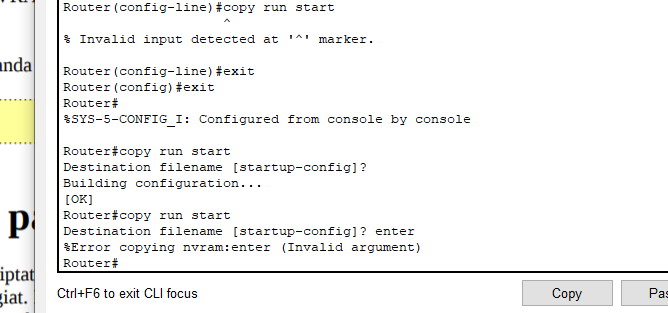 Router(config-line)#copy run start
^
% Invalid input detected at '^' marker.
Router(config-line)#exit
Router(config)#exit
Router#
%SYS-5-CONFIG_I: Configured from console by console
Router#copy run start
Destination filename [startup-config]?
Building configuration...
[OK]
Router#copy run start
Destination filename [startup-config]? enter
%Error copying nvram:enter (Invalid argument)
Router#
Ctrl+F6 to exit CLI focus
Copy